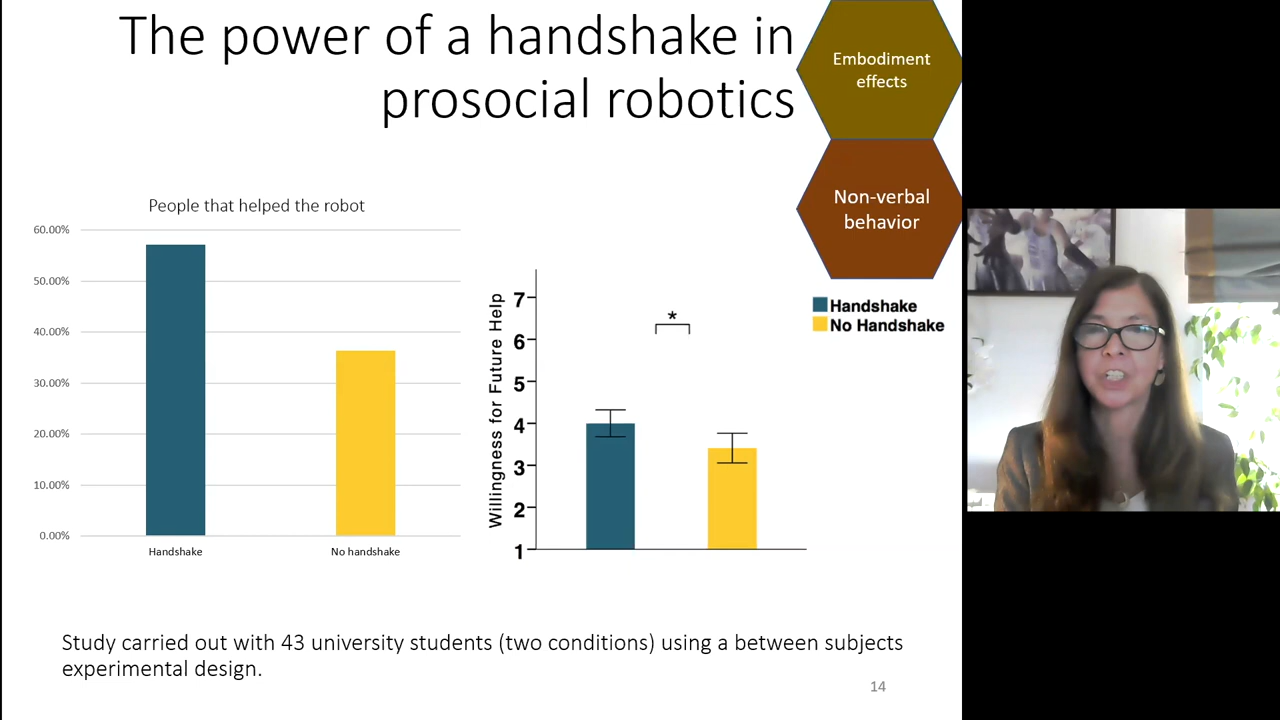 The power of a handshake in
prosocial robotics
Embodiment
effects
Non-verbal
behavior
People that helped the robot
60.00%
50.00%
40.00%
30.00%
20.00%
10.00%
0.00%
Handshake
No handshake
Willingness for Future Help
7
6
5
4
3
2
1
*
Handshake
No Handshake
Study carried out with 43 university students (two conditions) using a between subjects
experimental design.
14